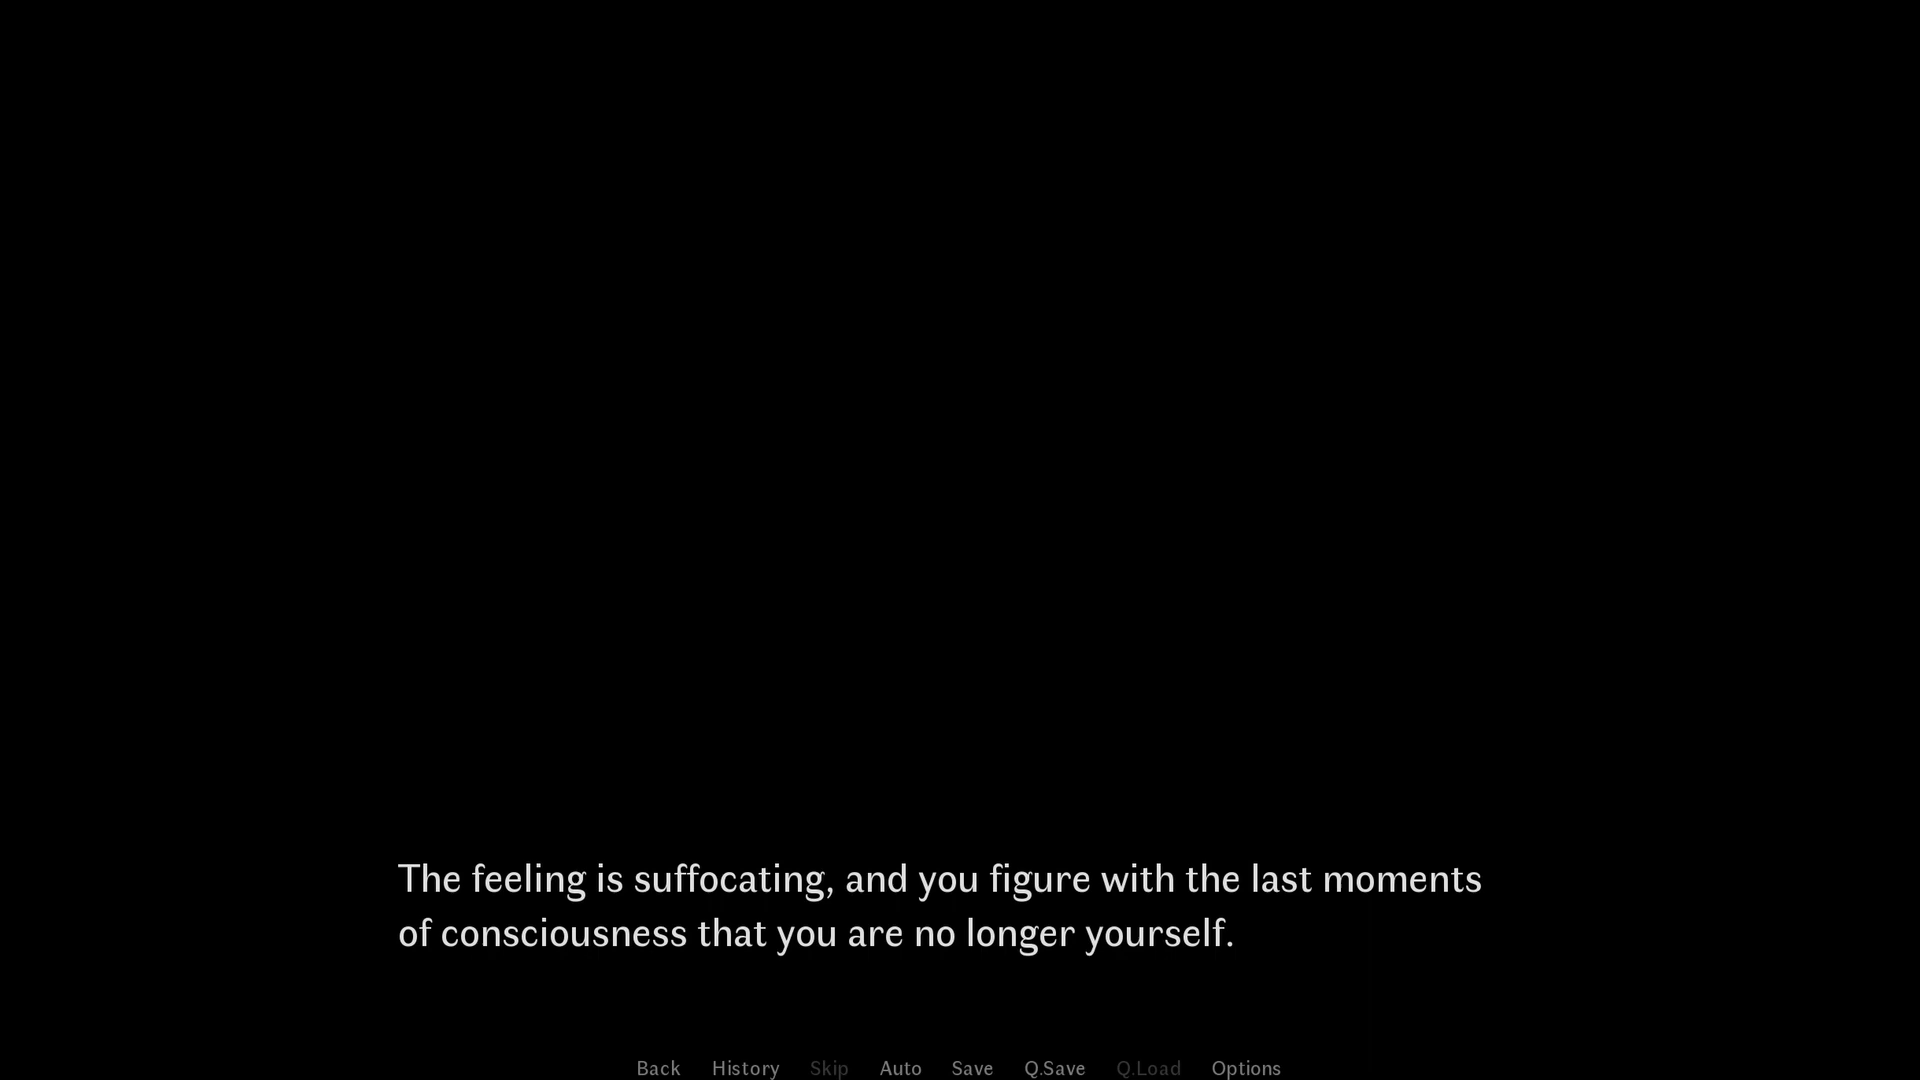 The feeling is suffocating, and you figure with the last moments
of consciousness that you are no longer yourself.
Back History Skip Auto Save Q.Save Q.Load Options